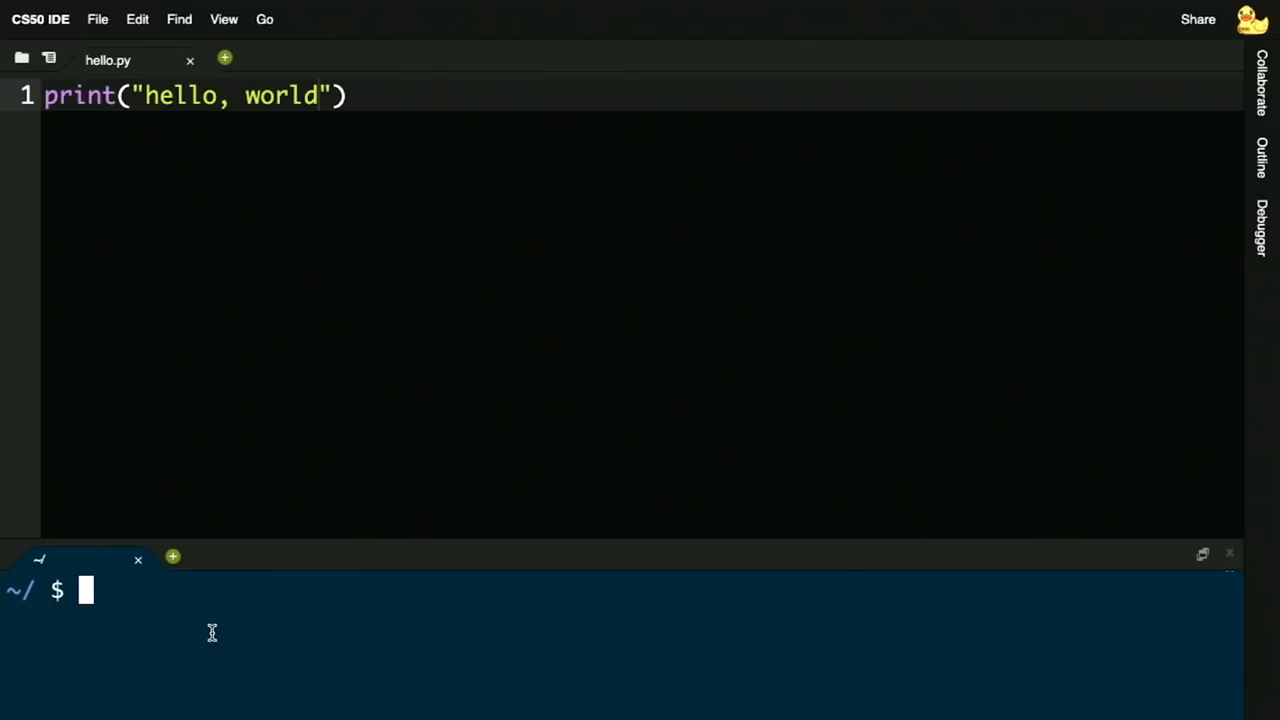 CS50 IDE File Edit Find View Go Share
hello.py × +
1 print("hello, world")
Collaborate
Outline
Debugger
~/ × +
~/ $